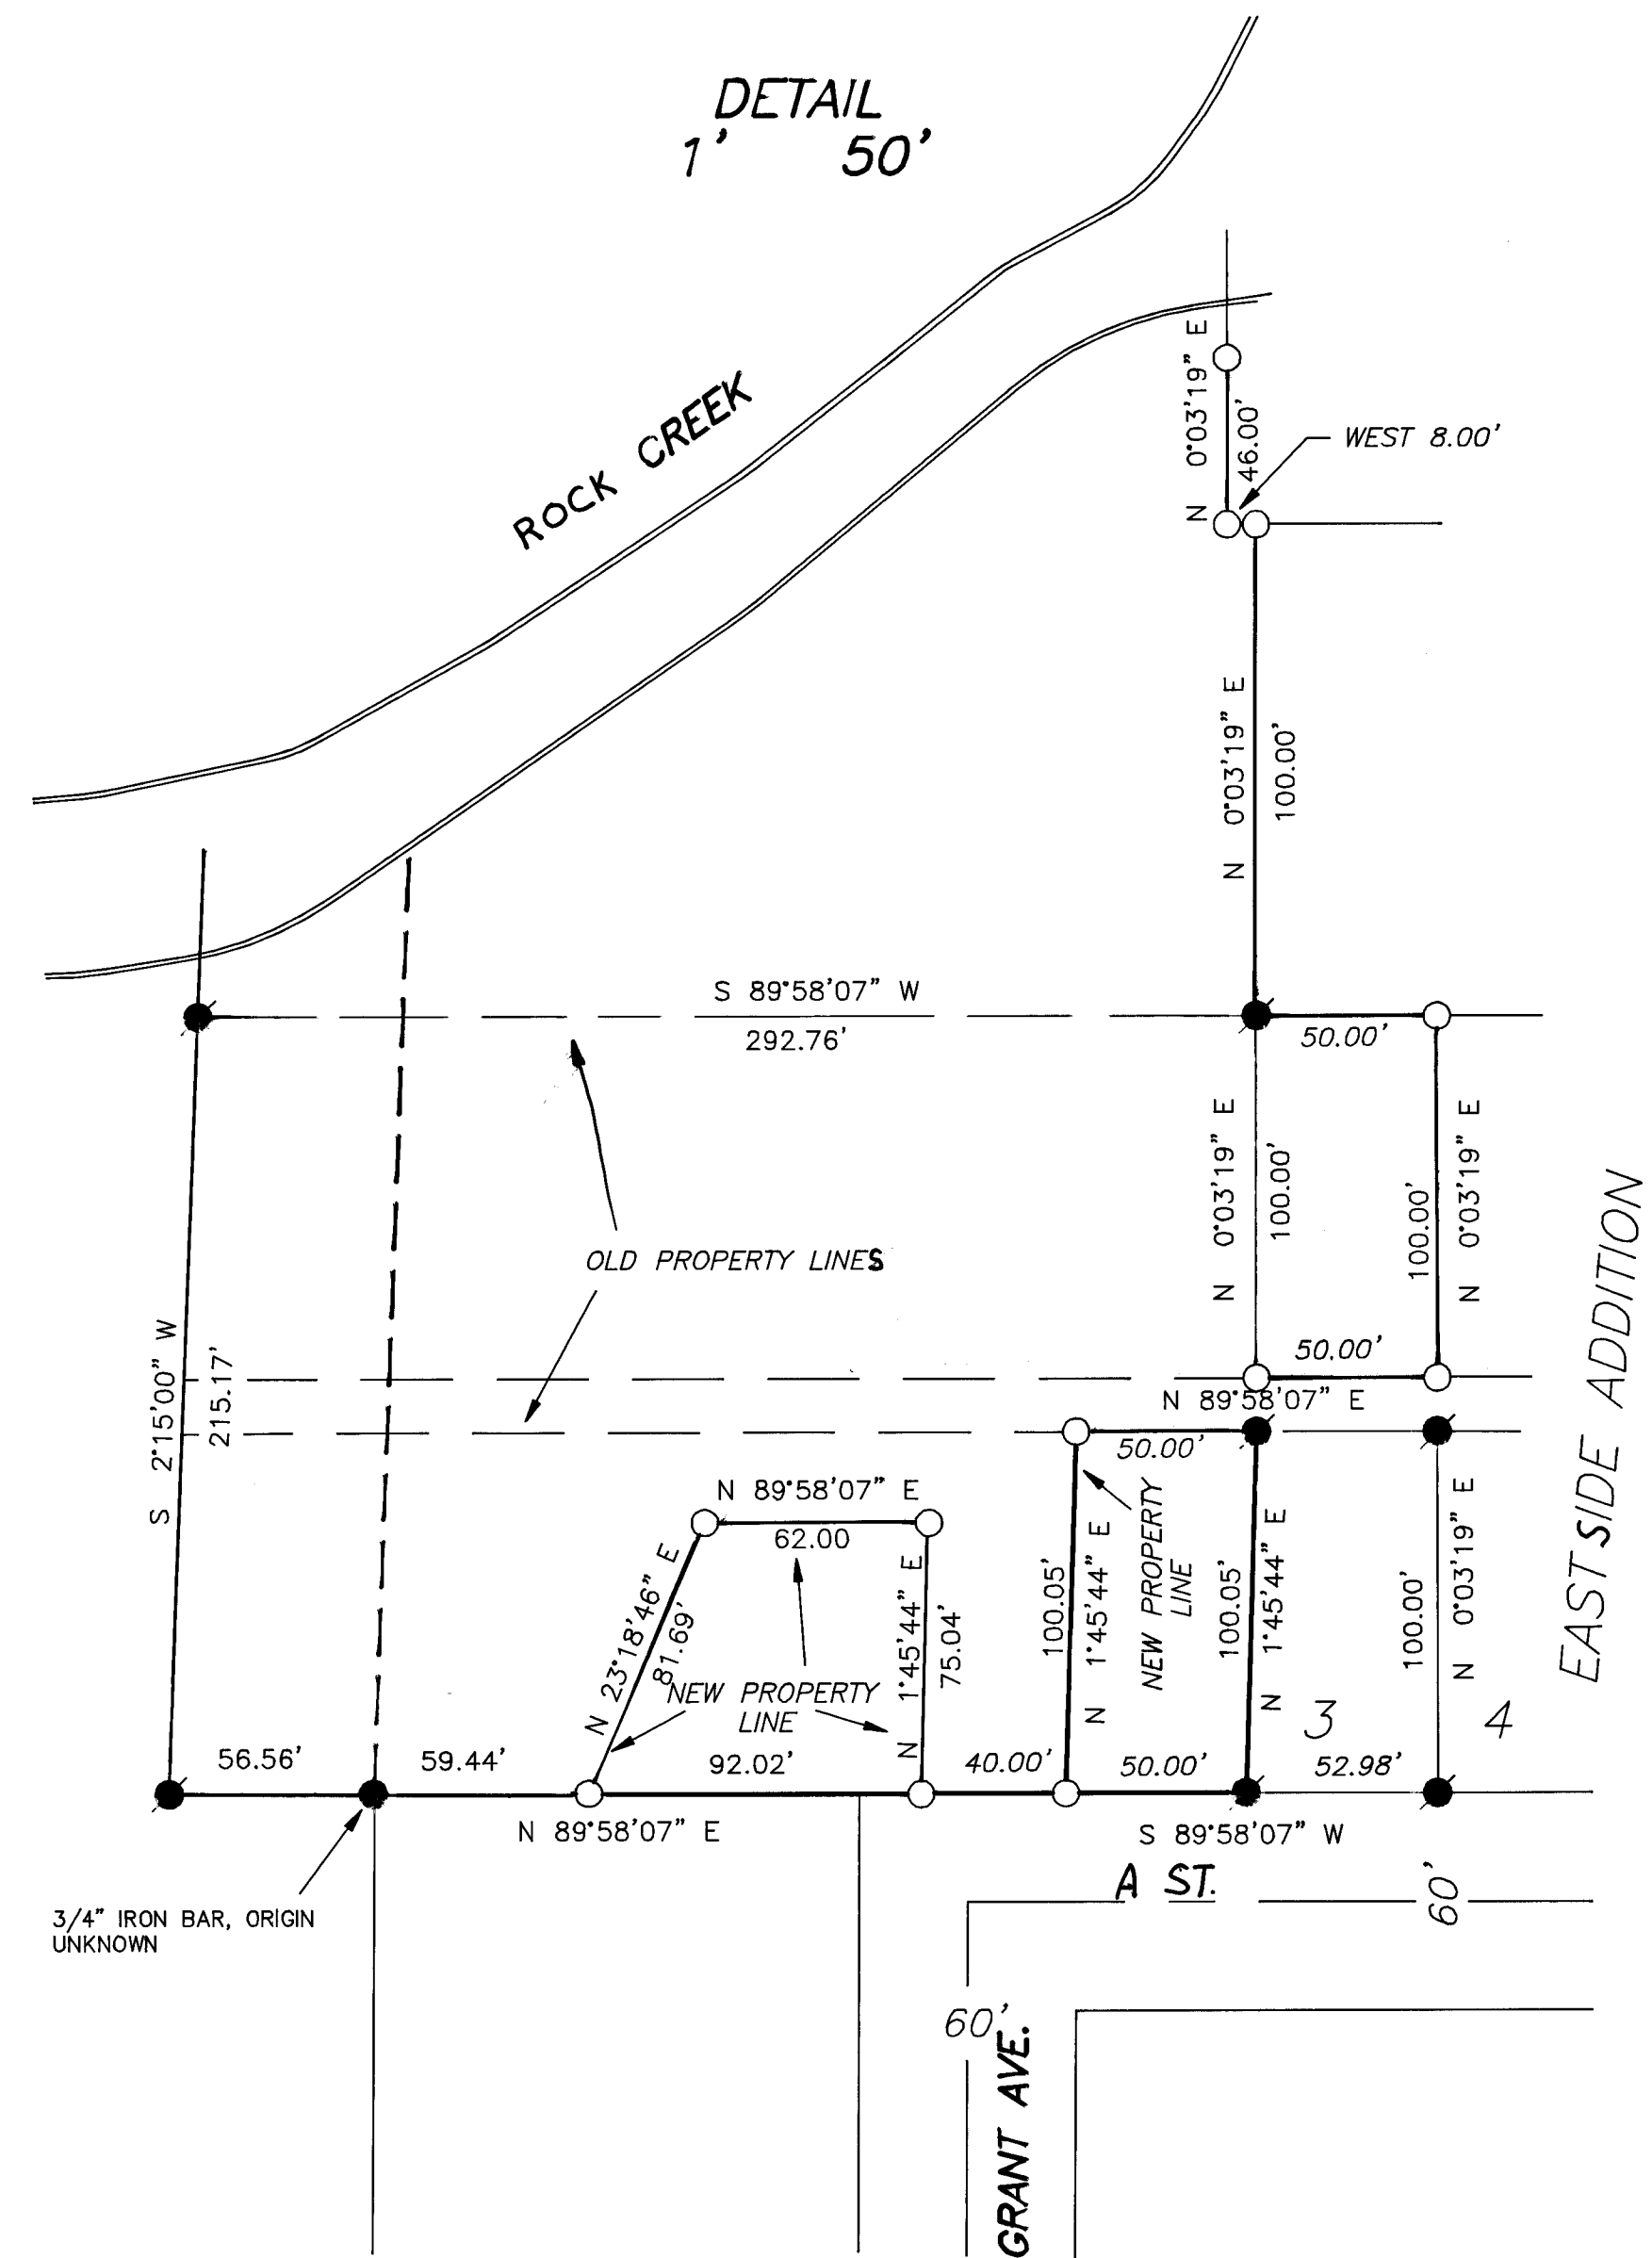 DETAIL
1' 50'
ROCK CREEK
N 0°03'19" E
46.00'
WEST 8.00'
N 0°03'19" E
100.00'
S 89°58'07" W
292.76'
50.00'
N 0°03'19" E
100.00'
100.00'
N 0°03'19" E
OLD PROPERTY LINES
EAST SIDE ADDITION
S 2°15'00" W
215.17'
50.00'
N 89°58'07" E
50.00'
N 89°58'07" E
62.00
N 23°18'46" E
81.69'
NEW PROPERTY
LINE
N 1°45'44" E
75.04'
100.05'
N 1°45'44" E
NEW PROPERTY
LINE
100.05'
N 1°45'44" E
100.00'
N 0°03'19" E
3
4
56.56'
59.44'
92.02'
40.00'
50.00'
52.98'
N 89°58'07" E
S 89°58'07" W
A ST.
60'
3/4" IRON BAR, ORIGIN
UNKNOWN
60'
GRANT AVE.